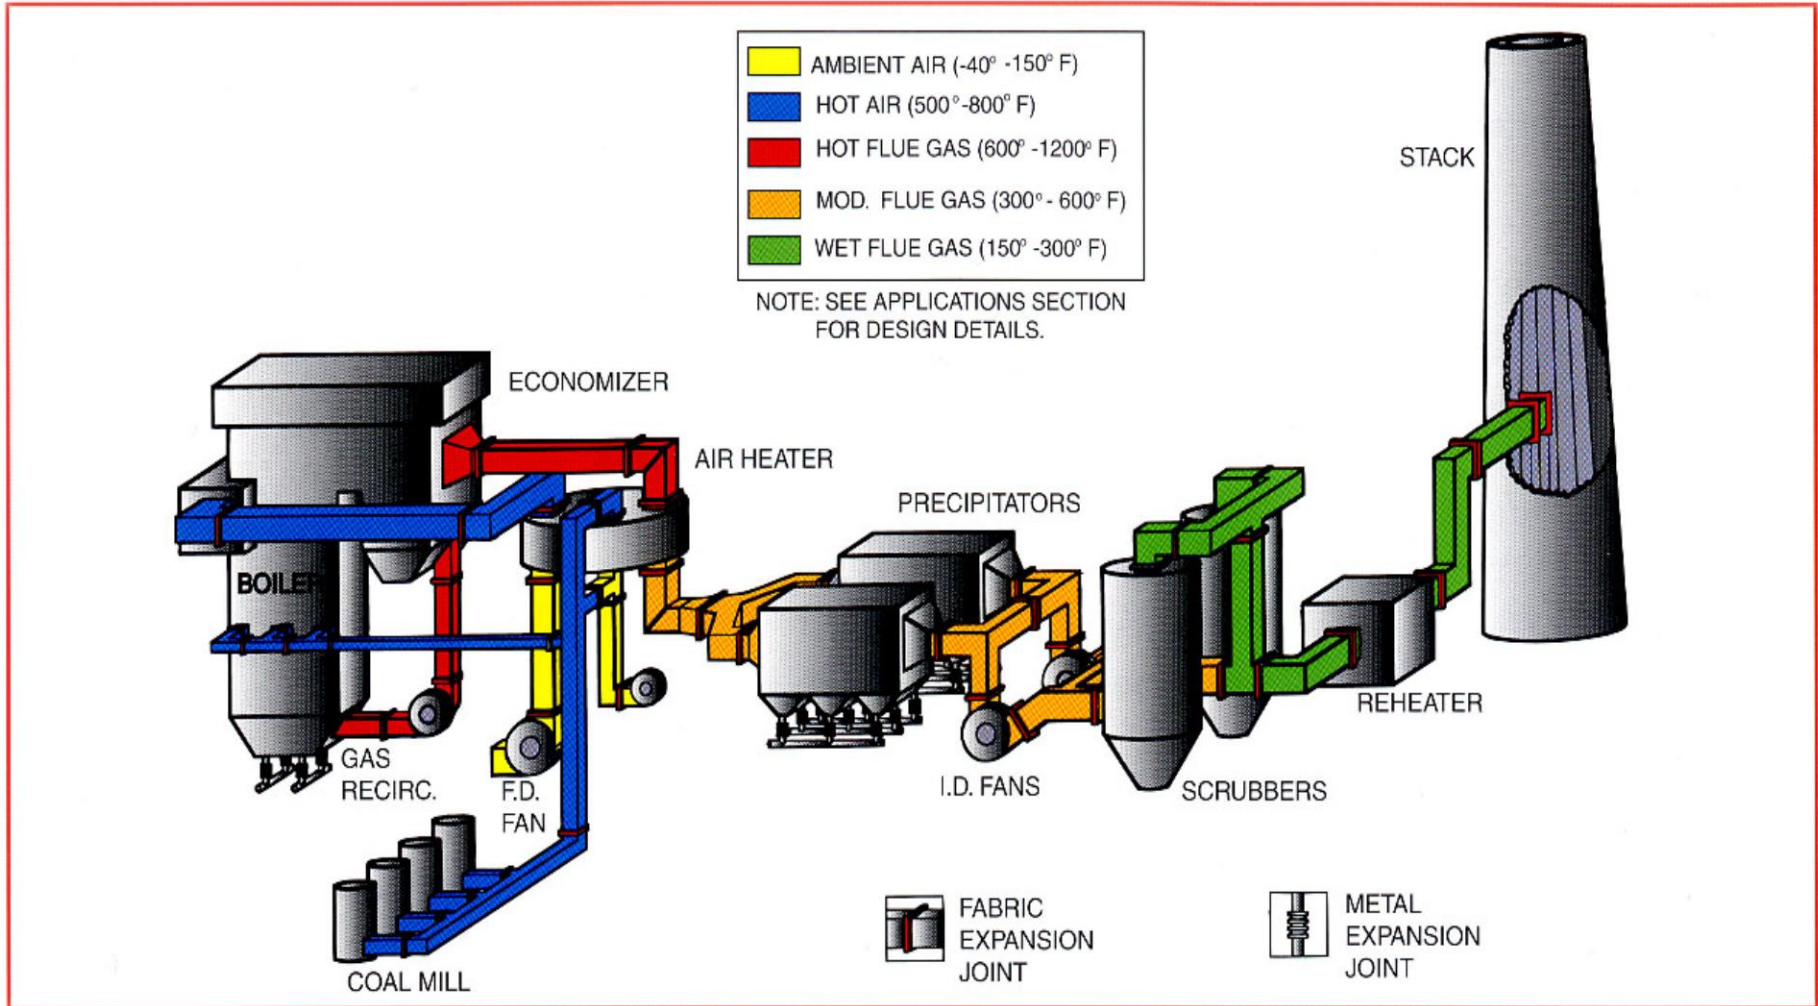 AMBIENT AIR (-40° -150° F)
HOT AIR (500°-800° F)
HOT FLUE GAS (600° -1200° F)
MOD. FLUE GAS (300° - 600° F)
WET FLUE GAS (150° -300° F)
NOTE: SEE APPLICATIONS SECTION
FOR DESIGN DETAILS.
STACK
ECONOMIZER
AIR HEATER
PRECIPITATORS
BOILER
REHEATER
GAS
RECIRC.
F.D.
FAN
I.D. FANS
SCRUBBERS
COAL MILL
FABRIC
EXPANSION
JOINT
METAL
EXPANSION
JOINT